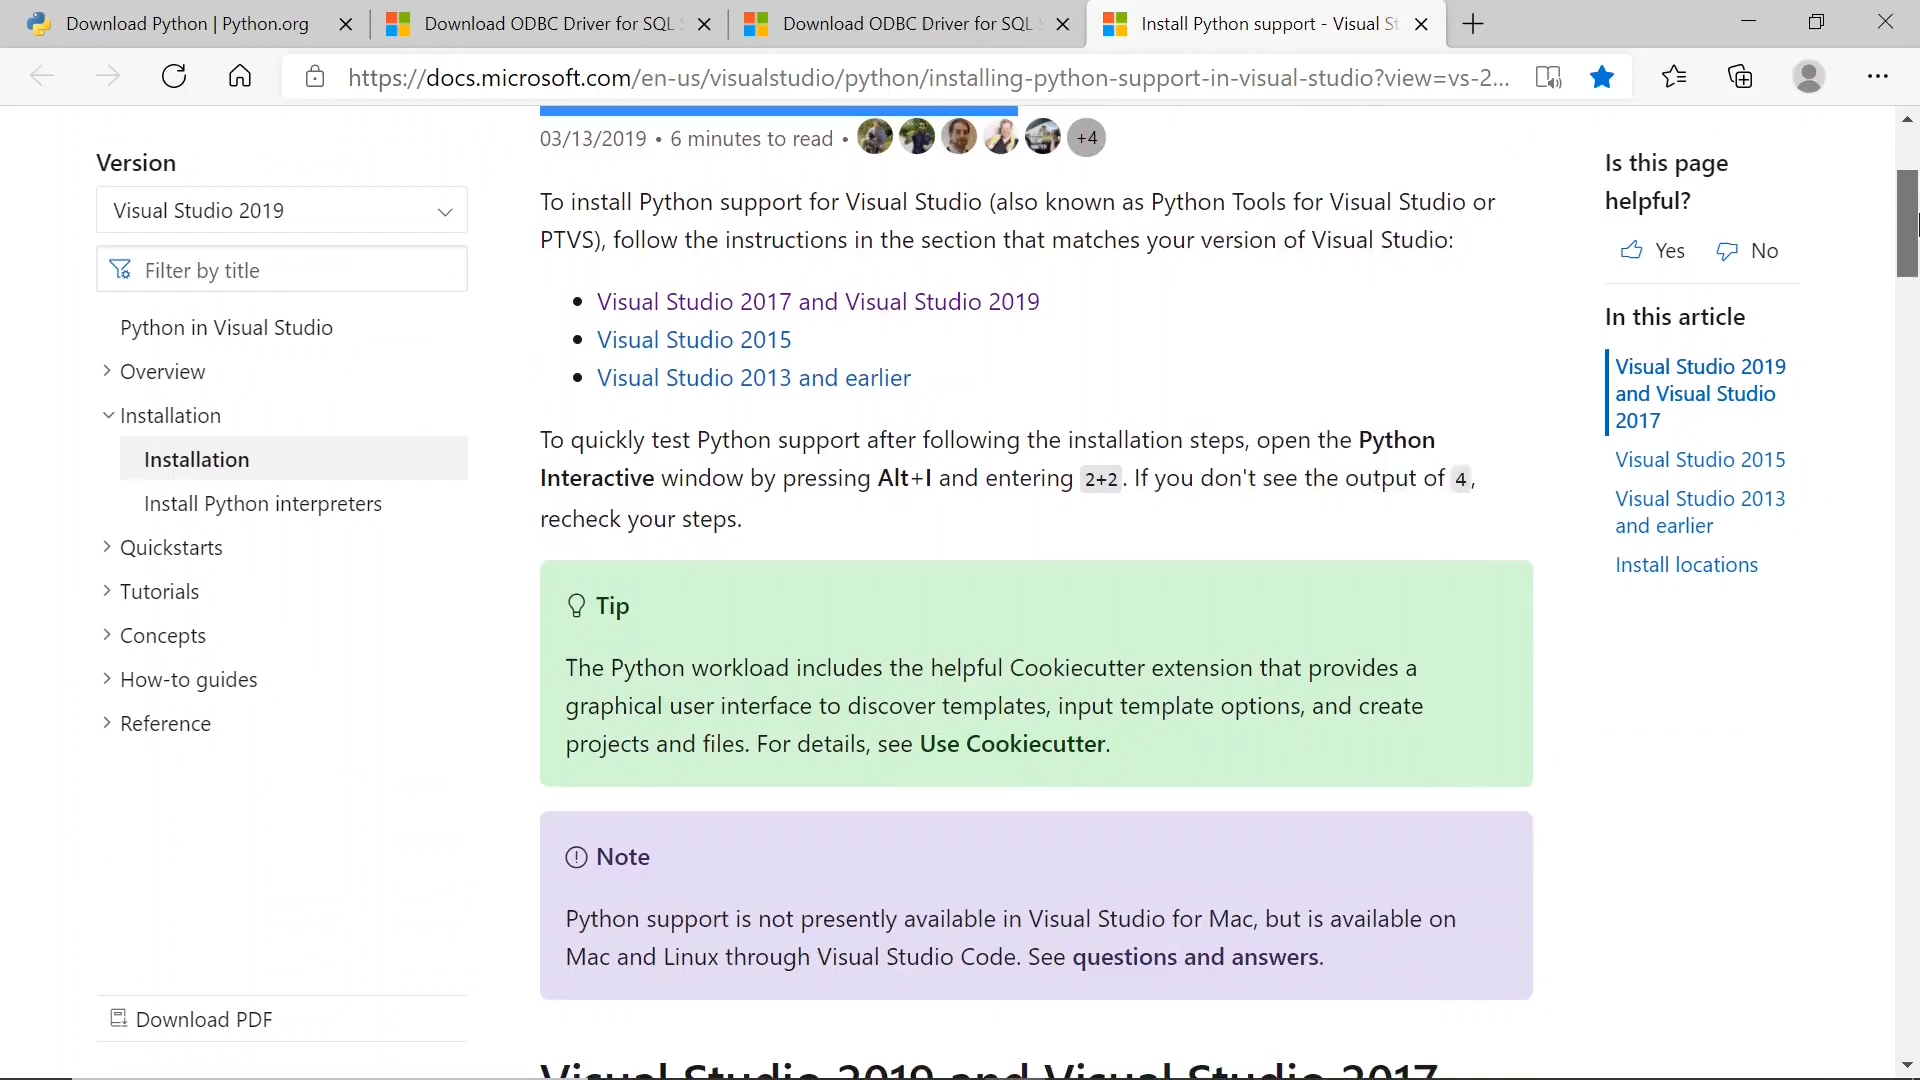 Download Python | Python.org
Download ODBC Driver for SQL S
Download ODBC Driver for SQL S
Install Python support - Visual St
https://docs.microsoft.com/en-us/visualstudio/python/installing-python-support-in-visual-studio?view=vs-2...
03/13/2019 • 6 minutes to read •
+4
Version
Visual Studio 2019
Filter by title
Python in Visual Studio
Overview
Installation
Installation
Install Python interpreters
Quickstarts
Tutorials
Concepts
How-to guides
Reference
Download PDF
To install Python support for Visual Studio (also known as Python Tools for Visual Studio or
PTVS), follow the instructions in the section that matches your version of Visual Studio:
• Visual Studio 2017 and Visual Studio 2019
• Visual Studio 2015
• Visual Studio 2013 and earlier
To quickly test Python support after following the installation steps, open the Python
Interactive window by pressing Alt+I and entering 2+2. If you don't see the output of 4,
recheck your steps.
Tip
The Python workload includes the helpful Cookiecutter extension that provides a
graphical user interface to discover templates, input template options, and create
projects and files. For details, see Use Cookiecutter.
Note
Python support is not presently available in Visual Studio for Mac, but is available on
Mac and Linux through Visual Studio Code. See questions and answers.
Visual Studio 2019 and Visual Studio 2017
Is this page
helpful?
Yes No
In this article
Visual Studio 2019
and Visual Studio
2017
Visual Studio 2015
Visual Studio 2013
and earlier
Install locations